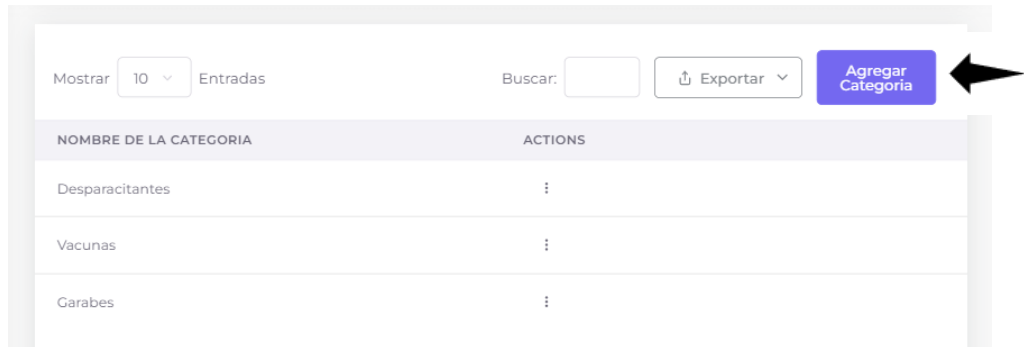 Mostrar 10 Entradas Buscar: Exportar Agregar
Categoria
NOMBRE DE LA CATEGORIA ACTIONS
Desparacitantes
Vacunas
Garabes